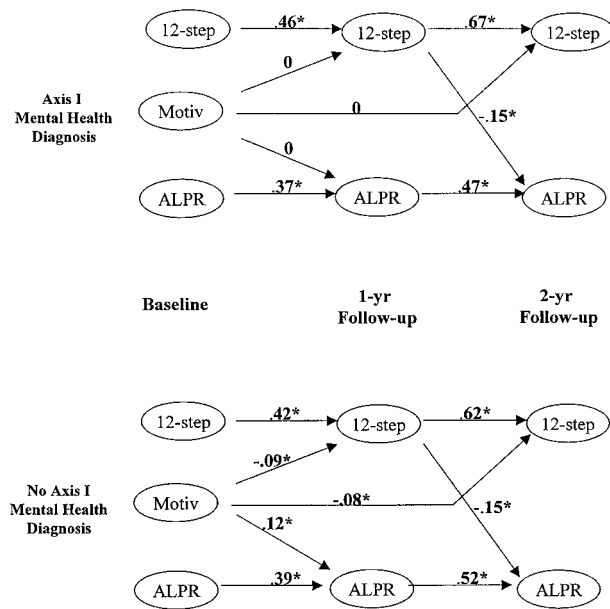 .46*
.67*
12-step
12-step
12-step
0
Axis I
Mental Health
Diagnosis
Motiv
0
-.15*
0
.37*
.47*
ALPR
ALPR
ALPR
Baseline
1-yr
Follow-up
2-yr
Follow-up
.42*
.62*
12-step
12-step
12-step
-.09*
No Axis I
Mental Health
Diagnosis
Motiv
-.08*
-.15*
.12*
.39*
.52*
ALPR
ALPR
ALPR